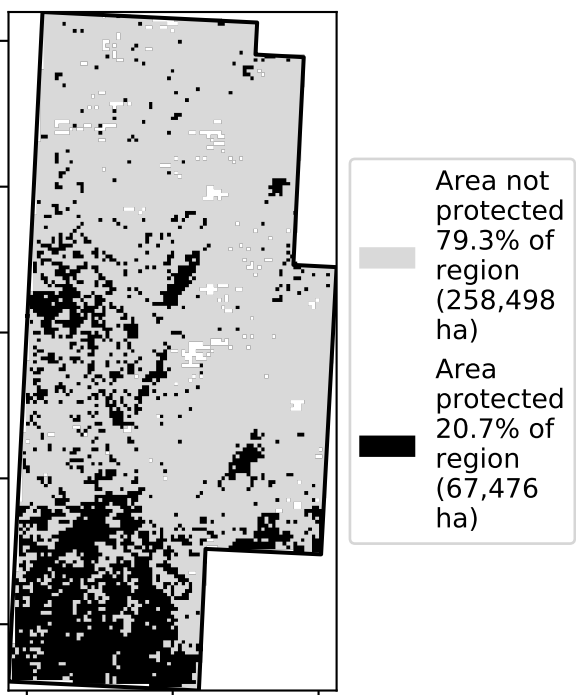 Area not
protected
79.3% of
region
(258,498
ha)
Area
protected
20.7% of
region
(67,476
ha)